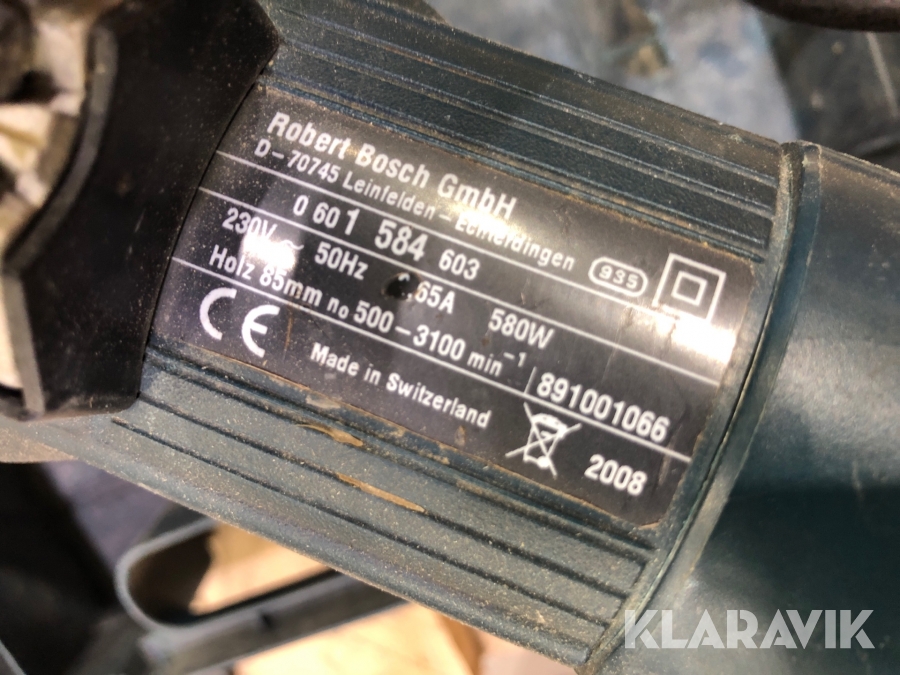 Robert Bosch GmbH
D-70745 Leinfelden - Echterdingen
935
0 601 584 603
230V ~ 50Hz ,65A 580W
Holz 85mm no 500-3100 min-1
891001066
CE
Made in Switzerland
2008
KLARAVIK